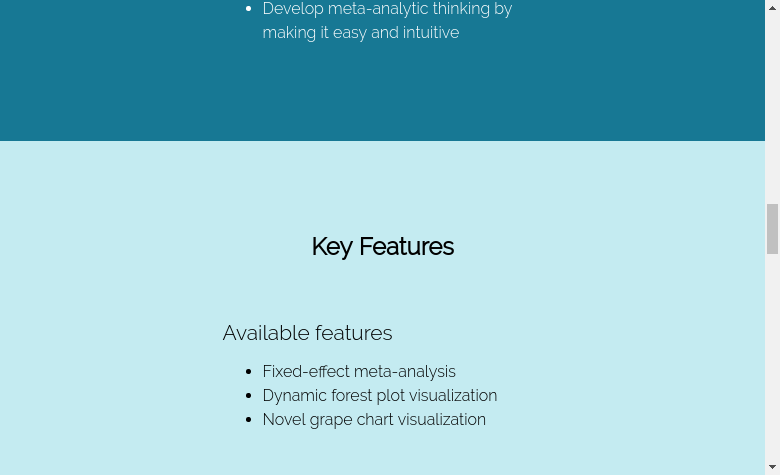 Develop meta-analytic thinking by
making it easy and intuitive
Key Features
Available features
Fixed-effect meta-analysis
Dynamic forest plot visualization
Novel grape chart visualization